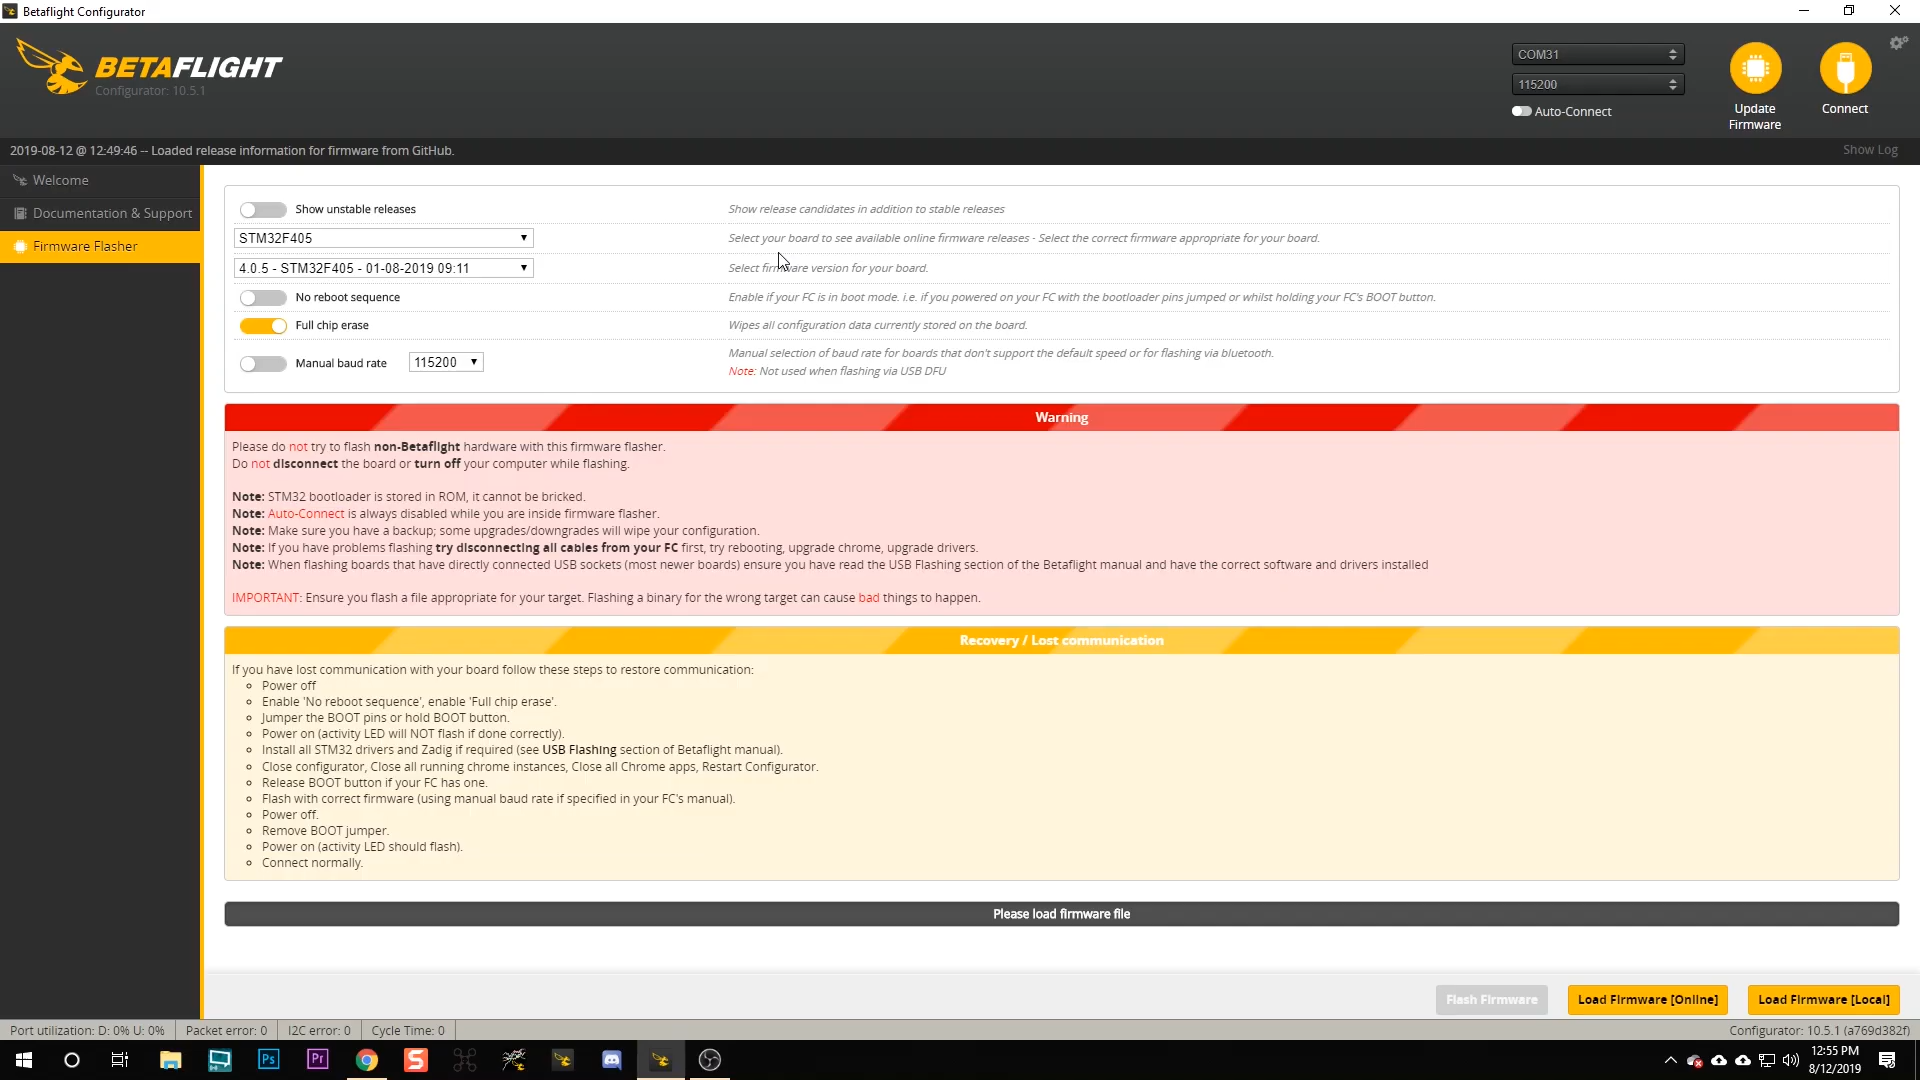 Betaflight Configurator
BETAFLIGHT
Configurator: 10.5.1
COM31
115200
Auto-Connect
Update
Firmware
Connect
2019-08-12 @ 12:49:46 -- Loaded release information for firmware from GitHub.
Show Log
Welcome
Documentation & Support
Firmware Flasher
Show unstable releases
Show release candidates in addition to stable releases
STM32F405
Select your board to see available online firmware releases - Select the correct firmware appropriate for your board.
4.0.5 - STM32F405 - 01-08-2019 09:11
Select firmware version for your board.
No reboot sequence
Enable if your FC is in boot mode. i.e. if you powered on your FC with the bootloader pins jumped or whilst holding your FC's BOOT button.
Full chip erase
Wipes all configuration data currently stored on the board.
Manual baud rate 115200
Manual selection of baud rate for boards that don't support the default speed or for flashing via bluetooth.
Note: Not used when flashing via USB DFU
Warning
Please do not try to flash non-Betaflight hardware with this firmware flasher.
Do not disconnect the board or turn off your computer while flashing.
Note: STM32 bootloader is stored in ROM, it cannot be bricked.
Note: Auto-Connect is always disabled while you are inside firmware flasher.
Note: Make sure you have a backup; some upgrades/downgrades will wipe your configuration.
Note: If you have problems flashing try disconnecting all cables from your FC first, try rebooting, upgrade chrome, upgrade drivers.
Note: When flashing boards that have directly connected USB sockets (most newer boards) ensure you have read the USB Flashing section of the Betaflight manual and have the correct software and drivers installed
IMPORTANT: Ensure you flash a file appropriate for your target. Flashing a binary for the wrong target can cause bad things to happen.
Recovery / Lost communication
If you have lost communication with your board follow these steps to restore communication:
Power off
Enable 'No reboot sequence', enable 'Full chip erase'.
Jumper the BOOT pins or hold BOOT button.
Power on (activity LED will NOT flash if done correctly).
Install all STM32 drivers and Zadig if required (see USB Flashing section of Betaflight manual).
Close configurator, Close all running chrome instances, Close all Chrome apps, Restart Configurator.
Release BOOT button if your FC has one.
Flash with correct firmware (using manual baud rate if specified in your FC's manual).
Power off.
Remove BOOT jumper.
Power on (activity LED should flash).
Connect normally.
Please load firmware file
Flash Firmware
Load Firmware [Online]
Load Firmware [Local]
Port utilization: D: 0% U: 0%
Packet error: 0
I2C error: 0
Cycle Time: 0
Configurator: 10.5.1 (a769d382f)
Ps
Pr
S
12:55 PM
8/12/2019